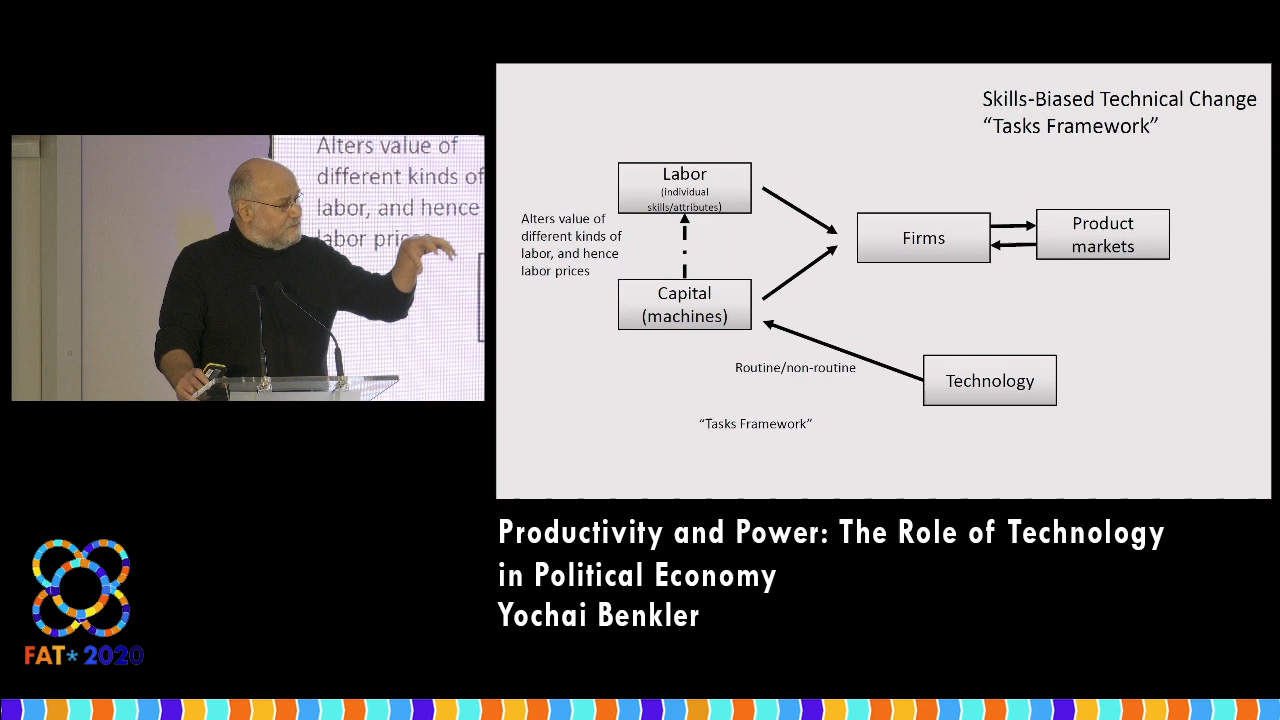 Alters value of
different kinds of
labor, and hence
labor prices
Skills-Biased Technical Change
“Tasks Framework”
Labor
(individual
skills/attributes)
Alters value of
different kinds of
labor, and hence
labor prices
Capital
(machines)
Firms
Product
markets
Routine/non-routine
Technology
“Tasks Framework”
Productivity and Power: The Role of Technology
in Political Economy
Yochai Benkler
FAT* 2020